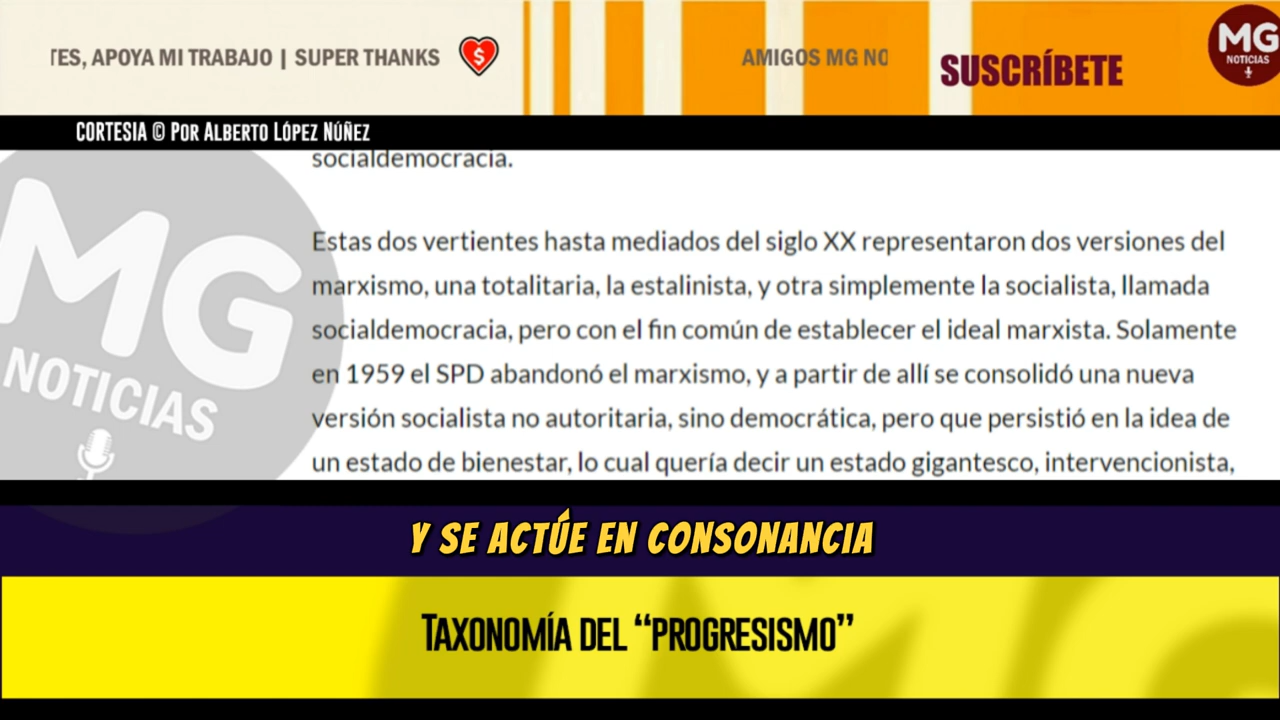 TES, APOYA MI TRABAJO | SUPER THANKS
$
AMIGOS MG NO
SUSCRÍBETE
MG
NOTICIAS
CORTESIA © POR ALBERTO LÓPEZ NÚÑEZ
socialdemocracia.
Estas dos vertientes hasta mediados del siglo XX representaron dos versiones del
marxismo, una totalitaria, la estalinista, y otra simplemente la socialista, llamada
socialdemocracia, pero con el fin común de establecer el ideal marxista. Solamente
en 1959 el SPD abandonó el marxismo, y a partir de allí se consolidó una nueva
versión socialista no autoritaria, sino democrática, pero que persistió en la idea de
un estado de bienestar, lo cual quería decir un estado gigantesco, intervencionista,
MG
NOTICIAS
Y SE ACTÚE EN CONSONANCIA
TAXONOMÍA DEL “PROGRESISMO”